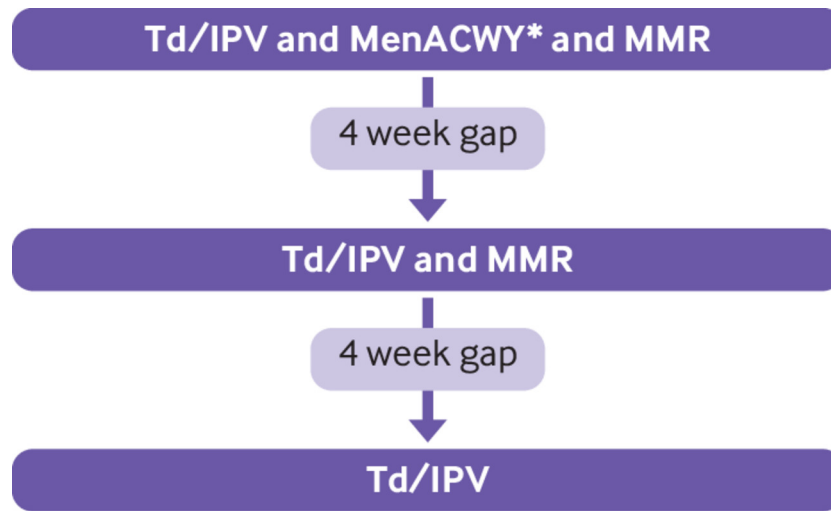 Td/IPV and MenACWY* and MMR
4 week gap
Td/IPV and MMR
4 week gap
Td/IPV